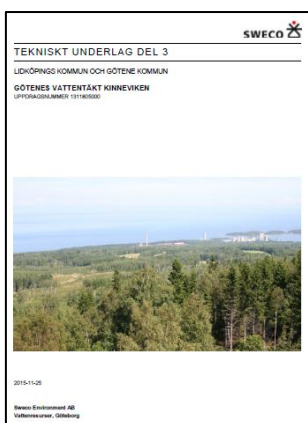 SWECO
TEKNISKT UNDERLAG DEL 3
LIDKÖPINGS KOMMUN OCH GÖTENE KOMMUN
GÖTENES VATTENTÄKT KINNEVIKEN
UPPDRAGSNUMMER 1311805000
2015-11-25
Sweco Environment AB
Vattenresurser, Göteborg